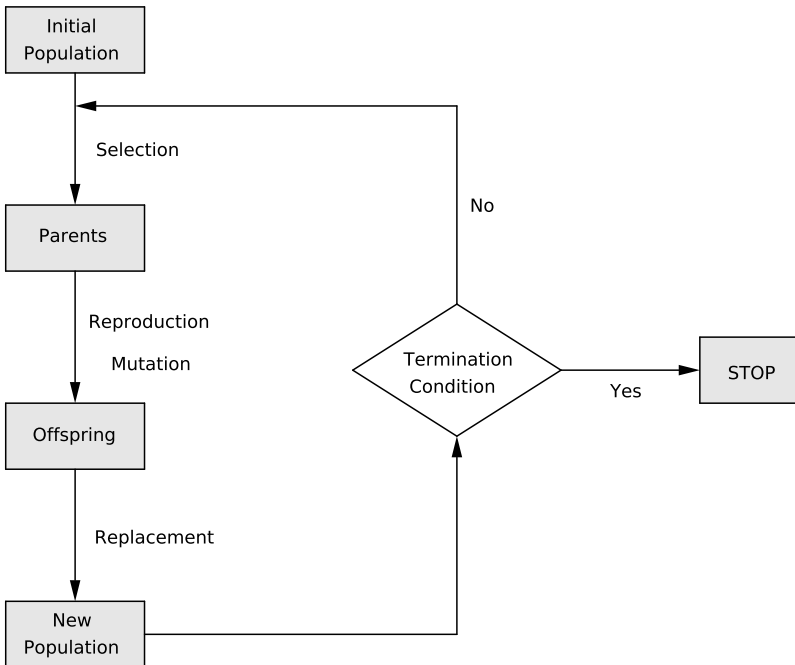 Initial
Population
Selection
No
Parents
Reproduction
Mutation
Termination
Condition
STOP
Yes
Offspring
Replacement
New
Population